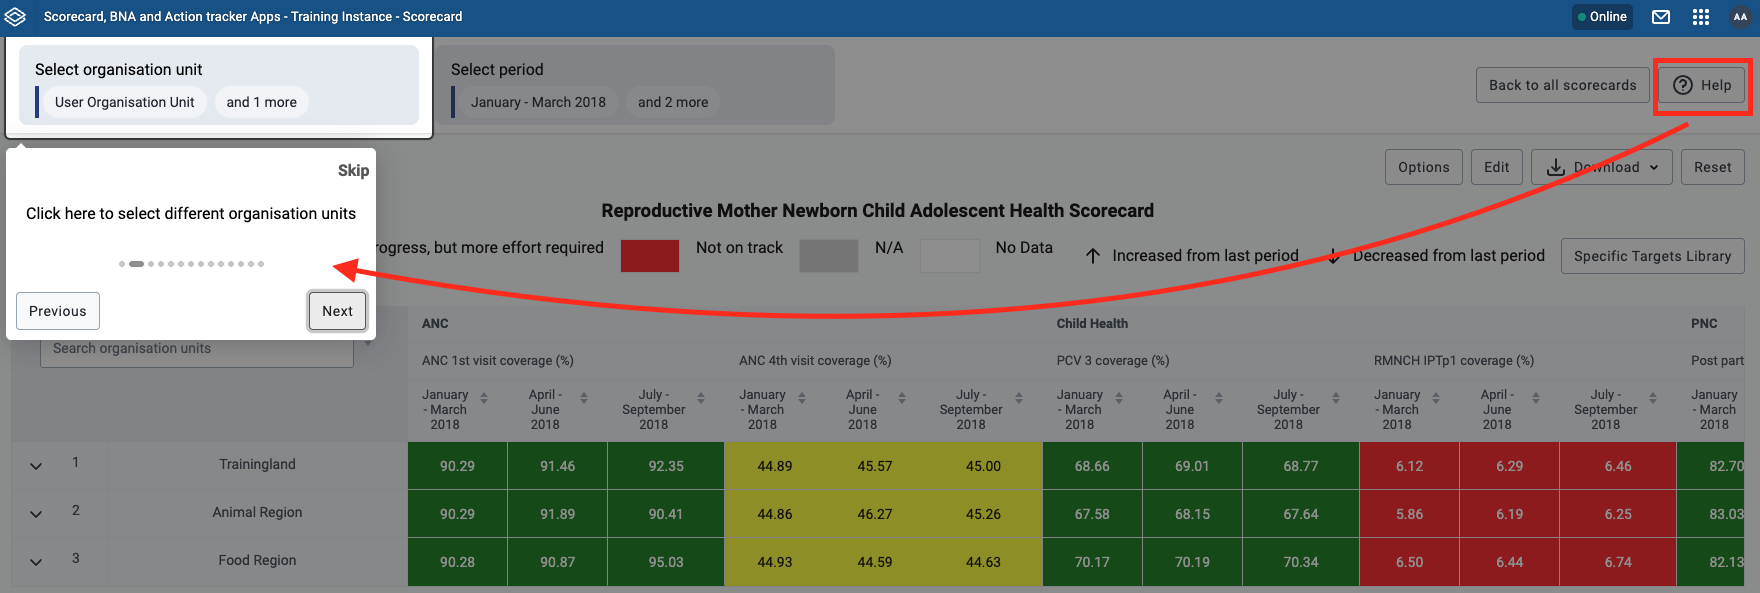 Scorecard, BNA and Action tracker Apps - Training Instance - Scorecard
Online
AA
Select organisation unit
User Organisation Unit
and 1 more
Select period
January - March 2018
and 2 more
Back to all scorecards
Help
Skip
Click here to select different organisation units
Previous
Next
Options
Edit
Download
Reset
Reproductive Mother Newborn Child Adolescent Health Scorecard
rogress, but more effort required
Not on track
N/A
No Data
Increased from last period
Decreased from last period
Specific Targets Library
Search organisation units
ANC
Child Health
PNC
ANC 1st visit coverage (%)
ANC 4th visit coverage (%)
PCV 3 coverage (%)
RMNCH IPTp1 coverage (%)
Post part
January - March 2018
April - June 2018
July - September 2018
January - March 2018
April - June 2018
July - September 2018
January - March 2018
April - June 2018
July - September 2018
January - March 2018
April - June 2018
July - September 2018
January - March 2018
1 Trainingland 90.29 91.46 92.35 44.89 45.57 45.00 68.66 69.01 68.77 6.12 6.29 6.46 82.70
2 Animal Region 90.29 91.89 90.41 44.86 46.27 45.26 67.58 68.15 67.64 5.86 6.19 6.25 83.03
3 Food Region 90.28 90.87 95.03 44.93 44.59 44.63 70.17 70.19 70.34 6.50 6.44 6.74 82.13